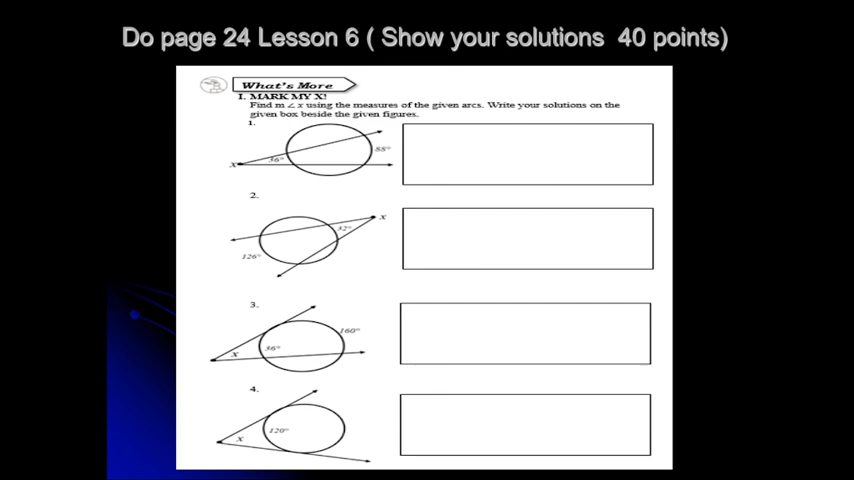 Do page 24 Lesson 6 ( Show your solutions 40 points)
What's More
I. MARK MY X!
Find m ∠ x using the measures of the given arcs. Write your solutions on the
given box beside the given figures.
1.
x
36°
88°
2.
x
32°
126°
3.
160°
x
36°
4.
120°
x